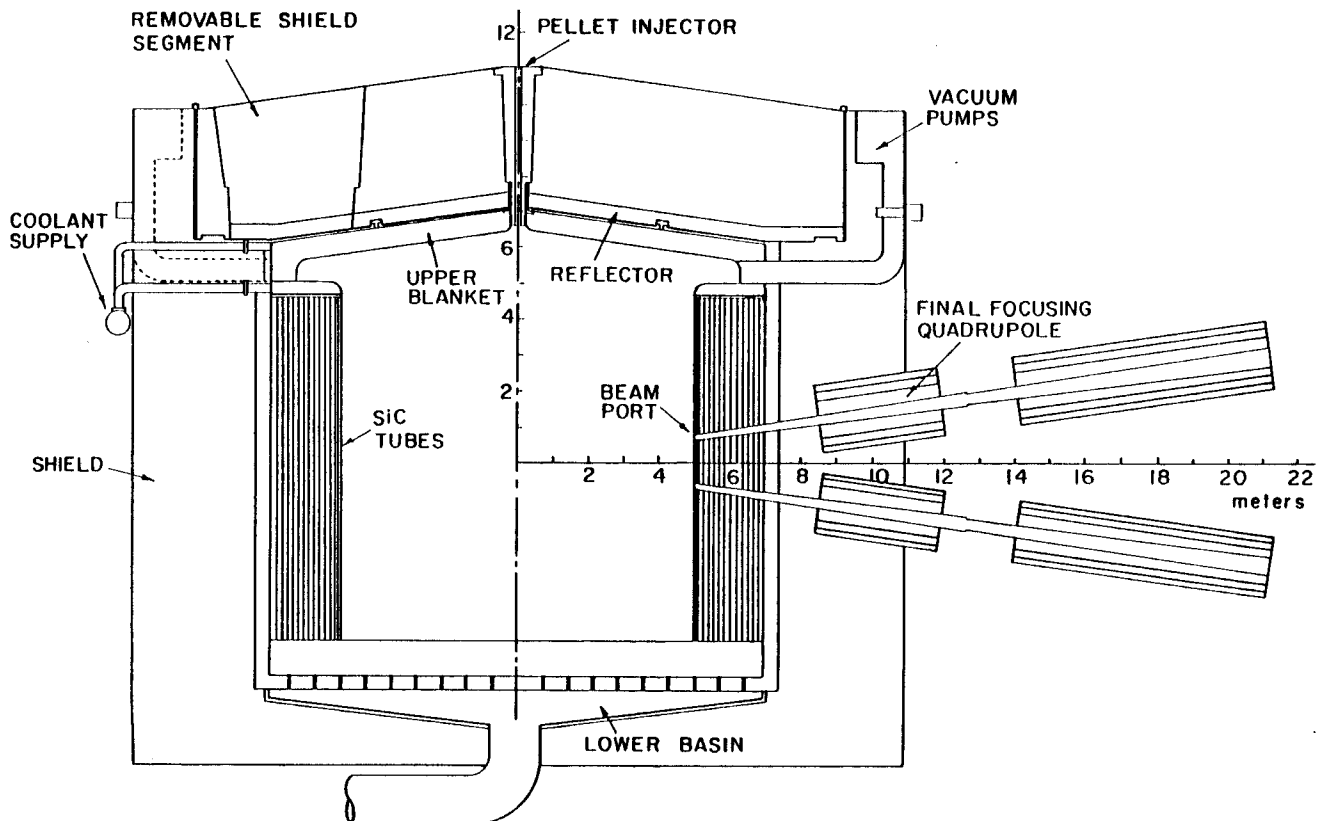 REMOVABLE SHIELD
SEGMENT
12
PELLET INJECTOR
VACUUM
PUMPS
COOLANT
SUPPLY
6
UPPER
BLANKET
REFLECTOR
4
FINAL FOCUSING
QUADRUPOLE
2
BEAM
PORT
SiC
TUBES
SHIELD
2 4 6 8 10 12 14 16 18 20 22
meters
LOWER BASIN